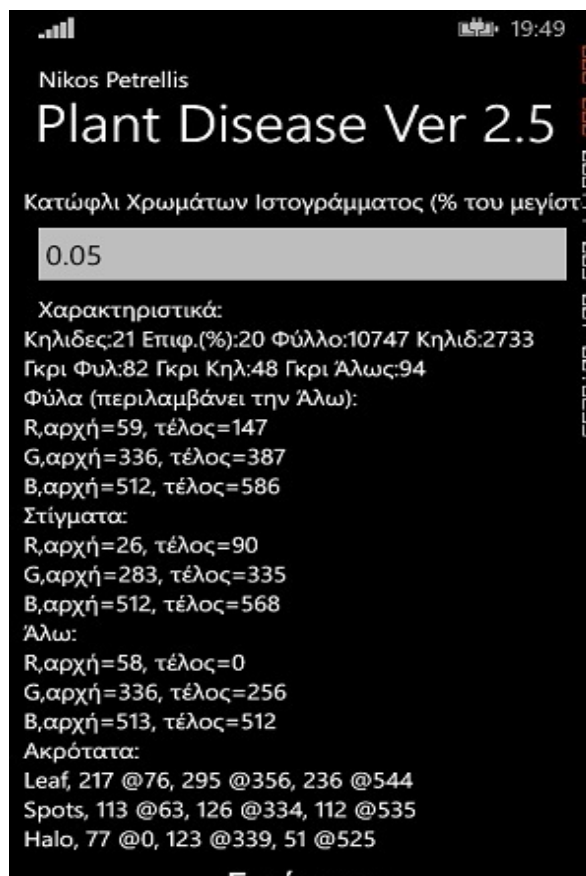 19:49
Nikos Petrellis
Plant Disease Ver 2.5
Κατώφλι Χρωμάτων Ιστογράμματος (% του μεγίστ
0.05
Χαρακτηριστικά:
Κηλιδες:21 Επιφ.(%):20 Φύλλο:10747 Κηλιδ:2733
Γκρι Φυλ:82 Γκρι Κηλ:48 Γκρι Άλως:94
Φύλα (περιλαμβάνει την Άλω):
R,αρχή=59, τέλος=147
G,αρχή=336, τέλος=387
B,αρχή=512, τέλος=586
Στίγματα:
R,αρχή=26, τέλος=90
G,αρχή=283, τέλος=335
B,αρχή=512, τέλος=568
Άλω:
R,αρχή=58, τέλος=0
G,αρχή=336, τέλος=256
B,αρχή=513, τέλος=512
Ακρότατα:
Leaf, 217 @76, 295 @356, 236 @544
Spots, 113 @63, 126 @334, 112 @535
Halo, 77 @0, 123 @339, 51 @525